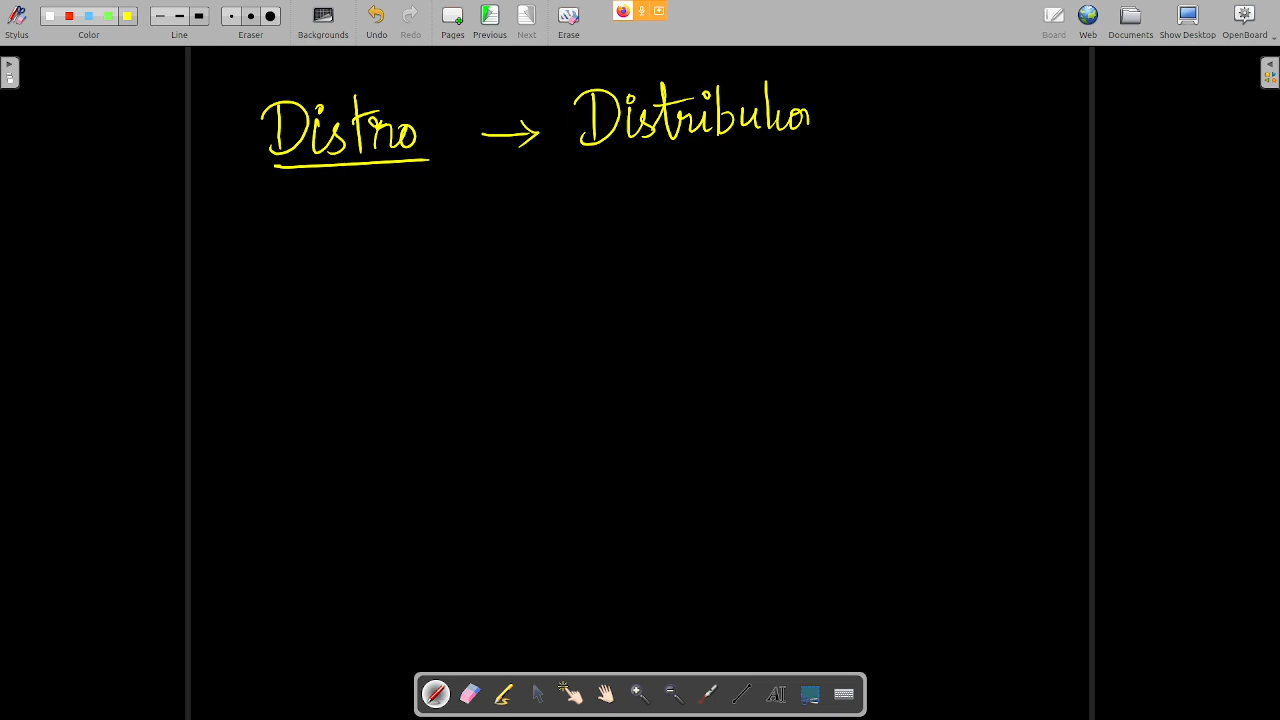 Stylus Color Line Eraser Backgrounds Undo Redo Pages Previous Next Erase Board Web Documents Show Desktop OpenBoard
Distro → Distributio
AI